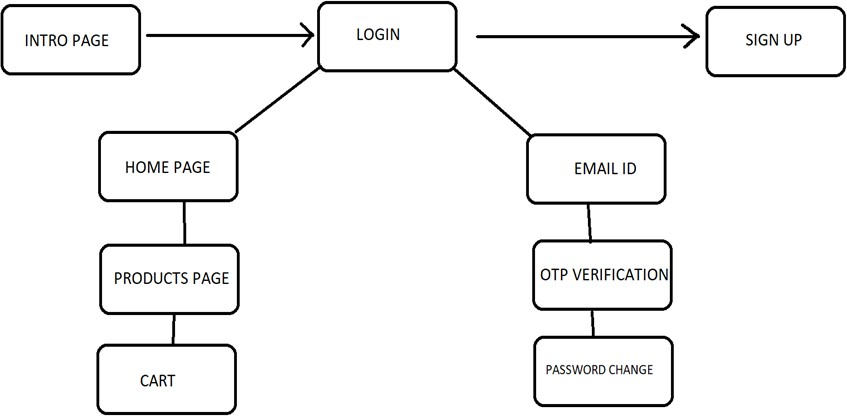 INTRO PAGE
LOGIN
SIGN UP
HOME PAGE
EMAIL ID
PRODUCTS PAGE
OTP VERIFICATION
CART
PASSWORD CHANGE